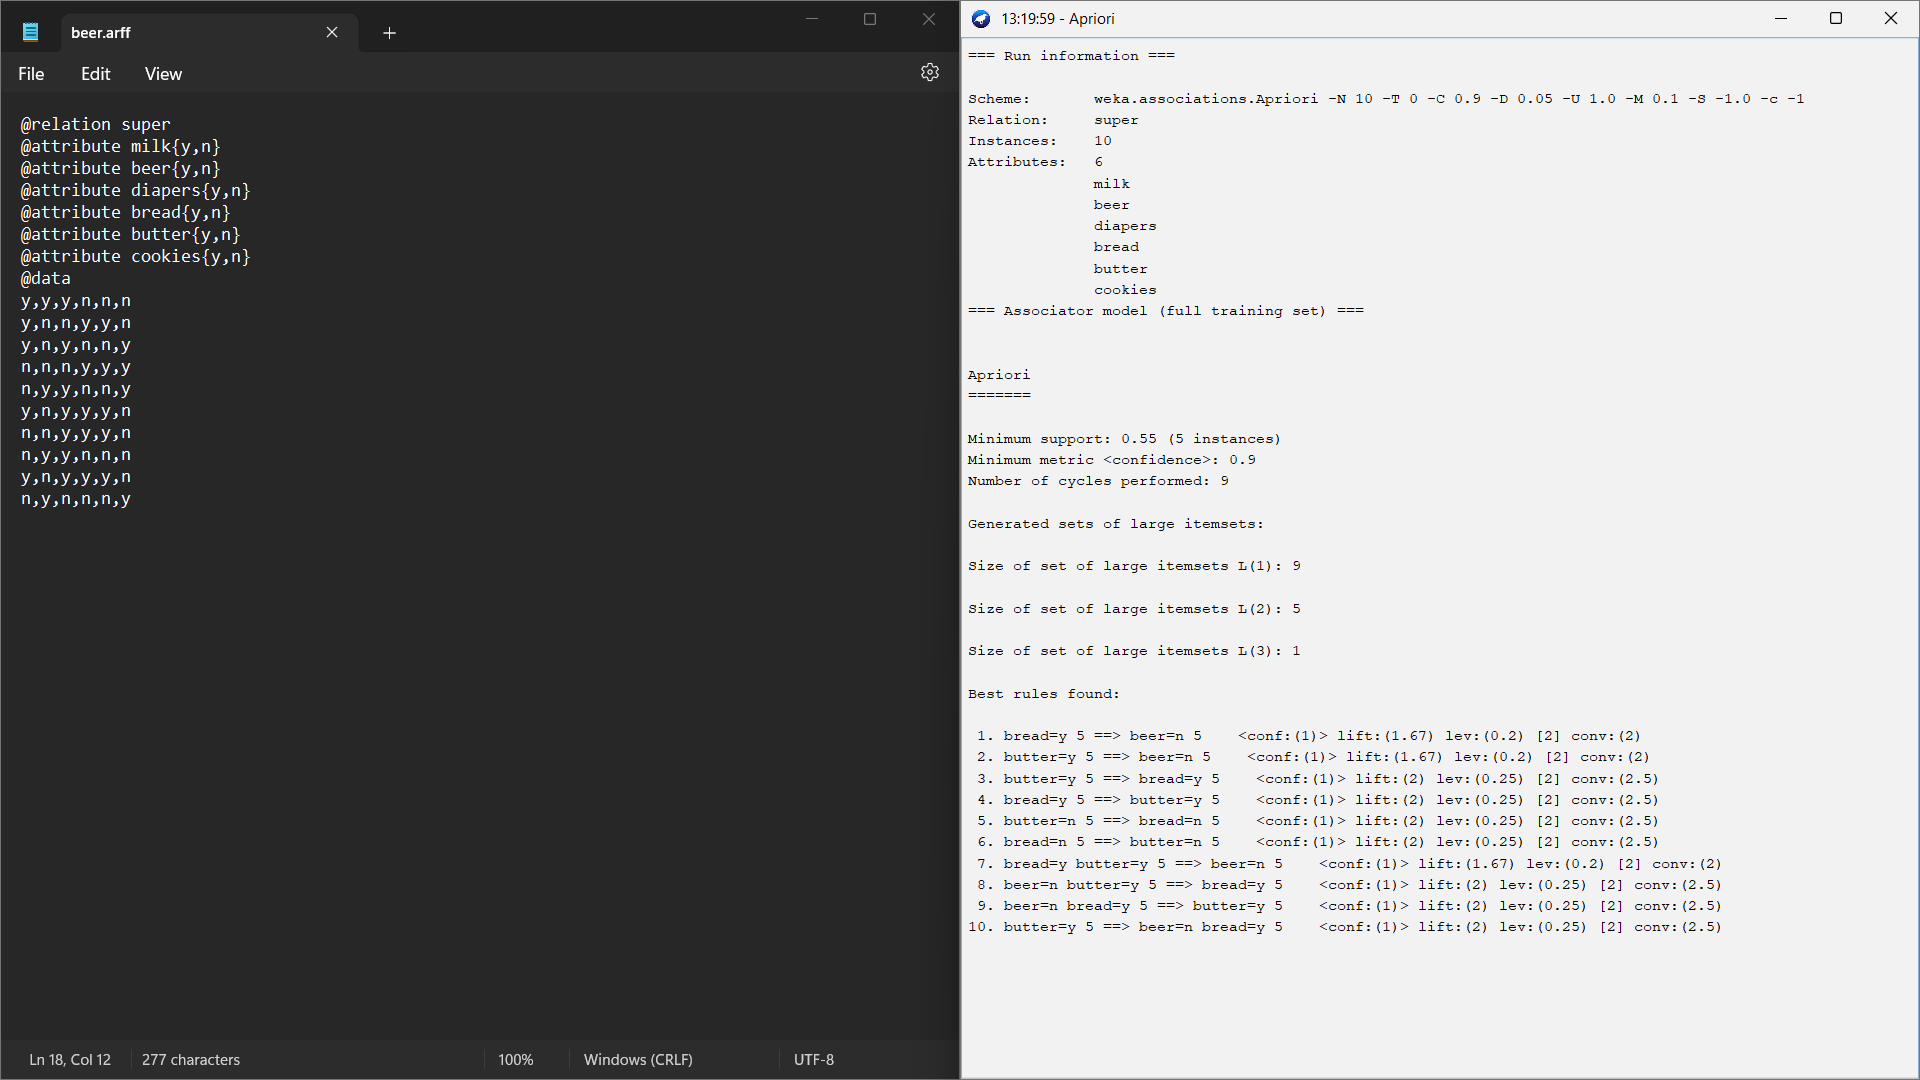 beer.arff
File Edit View
@relation super
@attribute milk{y,n}
@attribute beer{y,n}
@attribute diapers{y,n}
@attribute bread{y,n}
@attribute butter{y,n}
@attribute cookies{y,n}
@data
y,y,y,n,n,n
y,n,n,y,y,n
y,n,y,n,n,y
n,n,n,y,y,y
n,y,y,n,n,y
y,n,y,y,y,n
n,n,y,y,y,n
n,y,y,n,n,n
y,n,y,y,y,n
n,y,n,n,n,y
Ln 18, Col 12 277 characters 100% Windows (CRLF) UTF-8
13:19:59 - Apriori
=== Run information ===
Scheme: weka.associations.Apriori -N 10 -T 0 -C 0.9 -D 0.05 -U 1.0 -M 0.1 -S -1.0 -c -1
Relation: super
Instances: 10
Attributes: 6
milk
beer
diapers
bread
butter
cookies
=== Associator model (full training set) ===
Apriori
=======
Minimum support: 0.55 (5 instances)
Minimum metric <confidence>: 0.9
Number of cycles performed: 9
Generated sets of large itemsets:
Size of set of large itemsets L(1): 9
Size of set of large itemsets L(2): 5
Size of set of large itemsets L(3): 1
Best rules found:
1. bread=y 5 ==> beer=n 5 <conf:(1)> lift:(1.67) lev:(0.2) [2] conv:(2)
2. butter=y 5 ==> beer=n 5 <conf:(1)> lift:(1.67) lev:(0.2) [2] conv:(2)
3. butter=y 5 ==> bread=y 5 <conf:(1)> lift:(2) lev:(0.25) [2] conv:(2.5)
4. bread=y 5 ==> butter=y 5 <conf:(1)> lift:(2) lev:(0.25) [2] conv:(2.5)
5. butter=n 5 ==> bread=n 5 <conf:(1)> lift:(2) lev:(0.25) [2] conv:(2.5)
6. bread=n 5 ==> butter=n 5 <conf:(1)> lift:(2) lev:(0.25) [2] conv:(2.5)
7. bread=y butter=y 5 ==> beer=n 5 <conf:(1)> lift:(1.67) lev:(0.2) [2] conv:(2)
8. beer=n butter=y 5 ==> bread=y 5 <conf:(1)> lift:(2) lev:(0.25) [2] conv:(2.5)
9. beer=n bread=y 5 ==> butter=y 5 <conf:(1)> lift:(2) lev:(0.25) [2] conv:(2.5)
10. butter=y 5 ==> beer=n bread=y 5 <conf:(1)> lift:(2) lev:(0.25) [2] conv:(2.5)